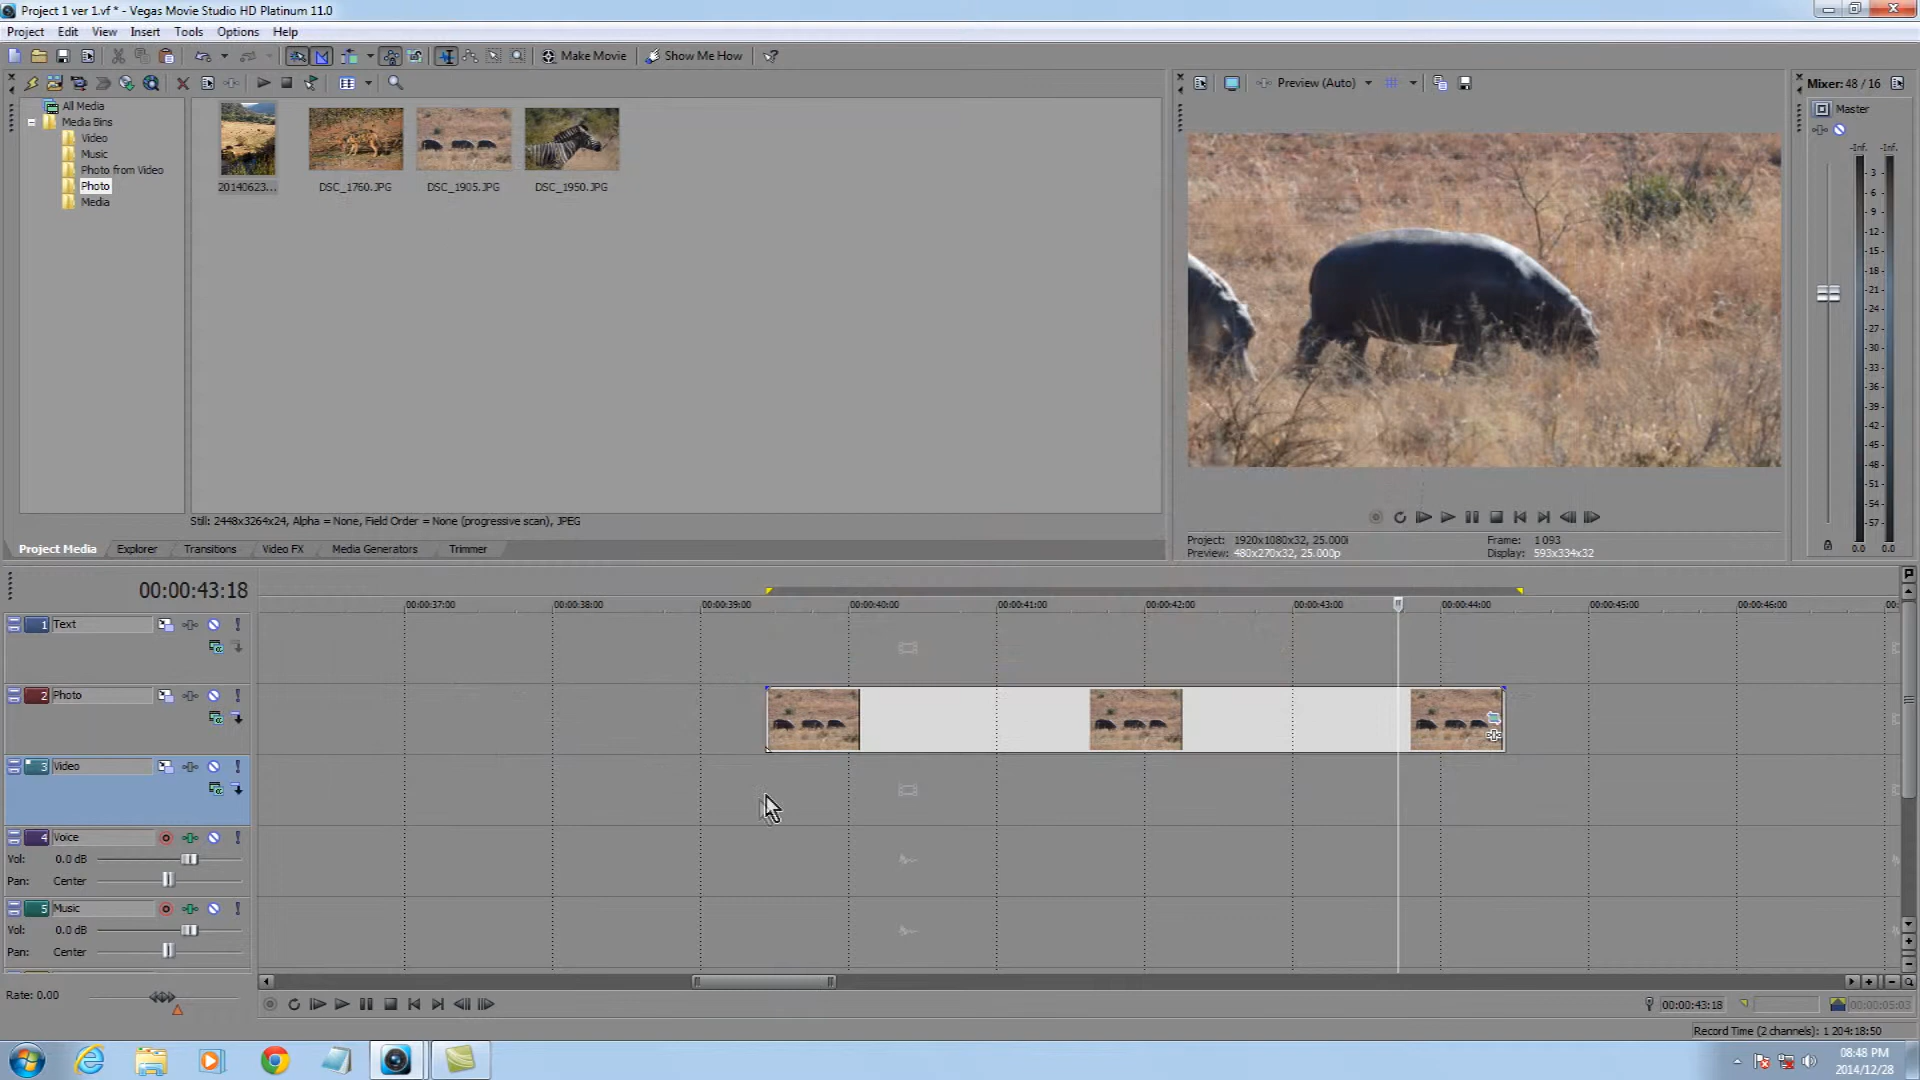 Project 1 ver 1.vf * - Vegas Movie Studio HD Platinum 11.0
Project Edit View Insert Tools Options Help
Make Movie Show Me How
All Media
Media Bins
Video
Music
Photo from Video
Photo
Media
20140623...
DSC_1760.JPG
DSC_1905.JPG
DSC_1950.JPG
Still: 2448x3264x24, Alpha = None, Field Order = None (progressive scan), JPEG
Project Media Explorer Transitions Video FX Media Generators Trimmer
Preview (Auto)
Project: 1920x1080x32, 25.000i
Preview: 480x270x32, 25.000p
Frame: 1 093
Display: 593x334x32
Mixer: 48 / 16
Master
-Inf. -Inf.
3
6
9
12
15
18
21
24
27
30
33
36
39
42
45
48
51
54
57
0.0 0.0
00:00:43:18
00:00:37:00 00:00:38:00 00:00:39:00 00:00:40:00 00:00:41:00 00:00:42:00 00:00:43:00 00:00:44:00 00:00:45:00 00:00:46:00 00:
1 Text
2 Photo
3 Video
4 Voice
Vol: 0.0 dB
Pan: Center
5 Music
Vol: 0.0 dB
Pan: Center
Rate: 0.00
00:00:43:18
00:00:05:03
Record Time (2 channels): 1 204:18:50
08:48 PM
2014/12/28